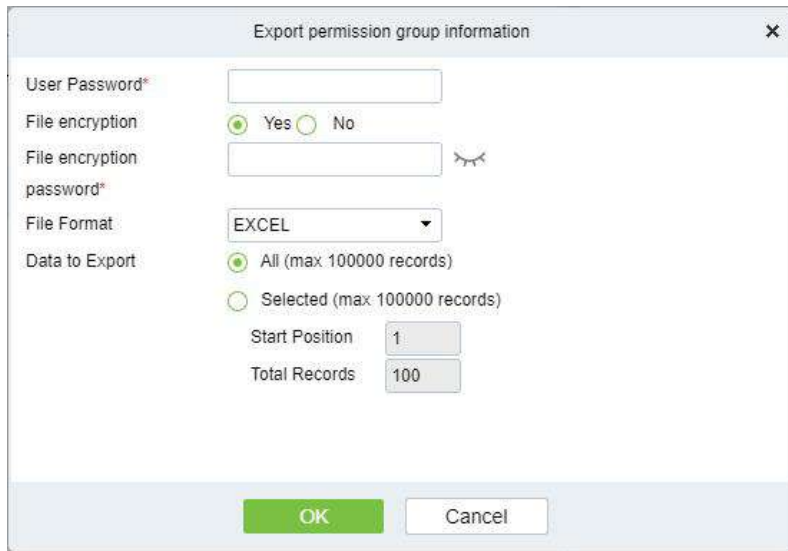 Export permission group information
User Password*
File encryption Yes No
File encryption
password*
File Format EXCEL
Data to Export All (max 100000 records)
Selected (max 100000 records)
Start Position 1
Total Records 100
OK Cancel